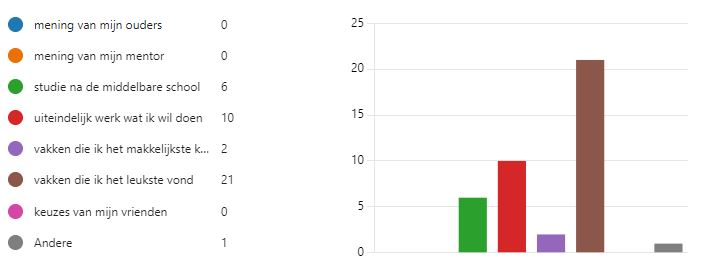 mening van mijn ouders 0
mening van mijn mentor 0
studie na de middelbare school 6
uiteindelijk werk wat ik wil doen 10
vakken die ik het makkelijkste k... 2
vakken die ik het leukste vond 21
keuzes van mijn vrienden 0
Andere 1
25
20
15
10
5
0